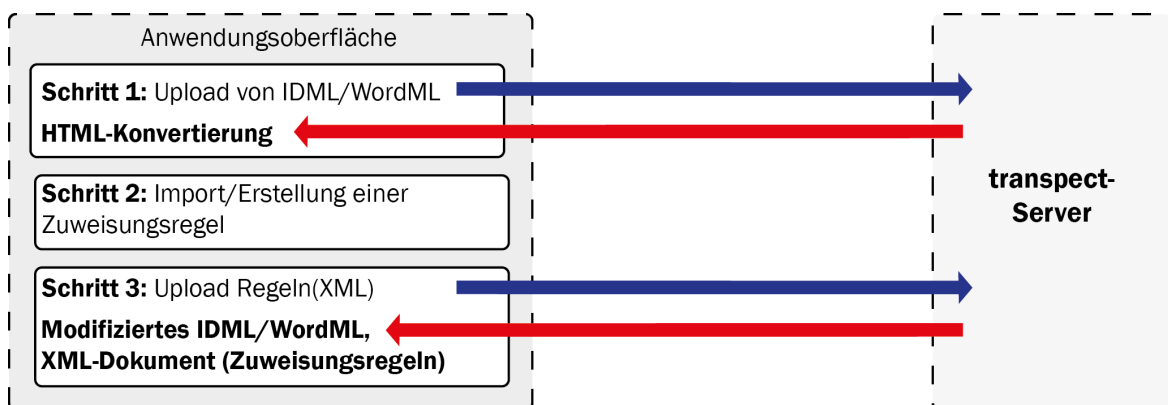 Anwendungsoberfläche
Schritt 1: Upload von IDML/WordML
HTML-Konvertierung
Schritt 2: Import/Erstellung einer
Zuweisungsregel
Schritt 3: Upload Regeln(XML)
Modifiziertes IDML/WordML,
XML-Dokument (Zuweisungsregeln)
transpect-
Server